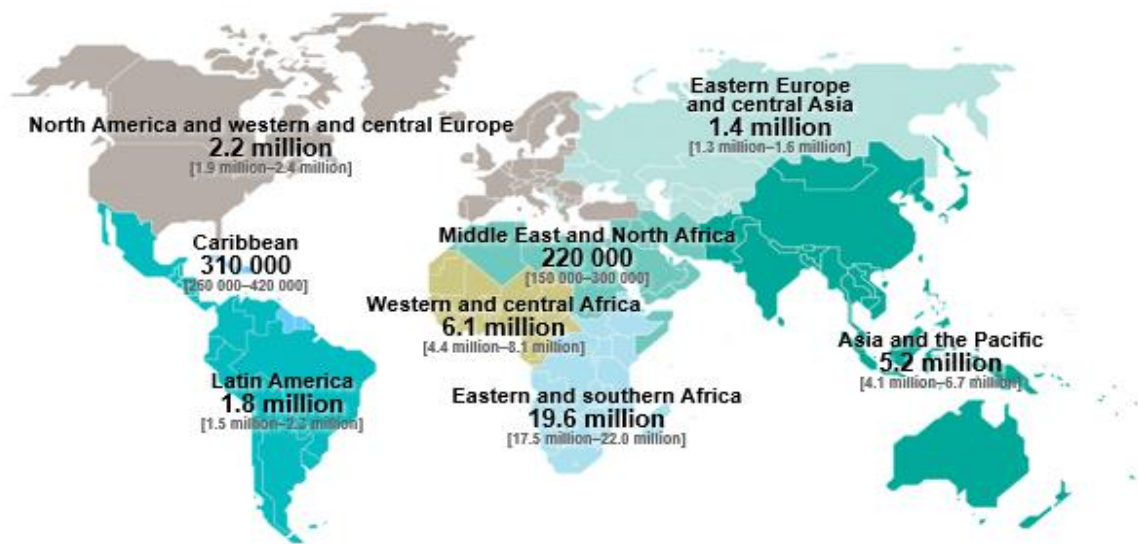 Eastern Europe
and central Asia
1.4 million
[1.3 million–1.6 million]
North America and western and central Europe
2.2 million
[1.9 million–2.4 million]
Middle East and North Africa
220 000
[150 000–300 000]
Caribbean
310 000
[260 000–420 000]
Western and central Africa
6.1 million
[4.4 million–8.1 million]
Asia and the Pacific
5.2 million
[4.1 million–6.7 million]
Latin America
1.8 million
[1.5 million–2.3 million]
Eastern and southern Africa
19.6 million
[17.5 million–22.0 million]